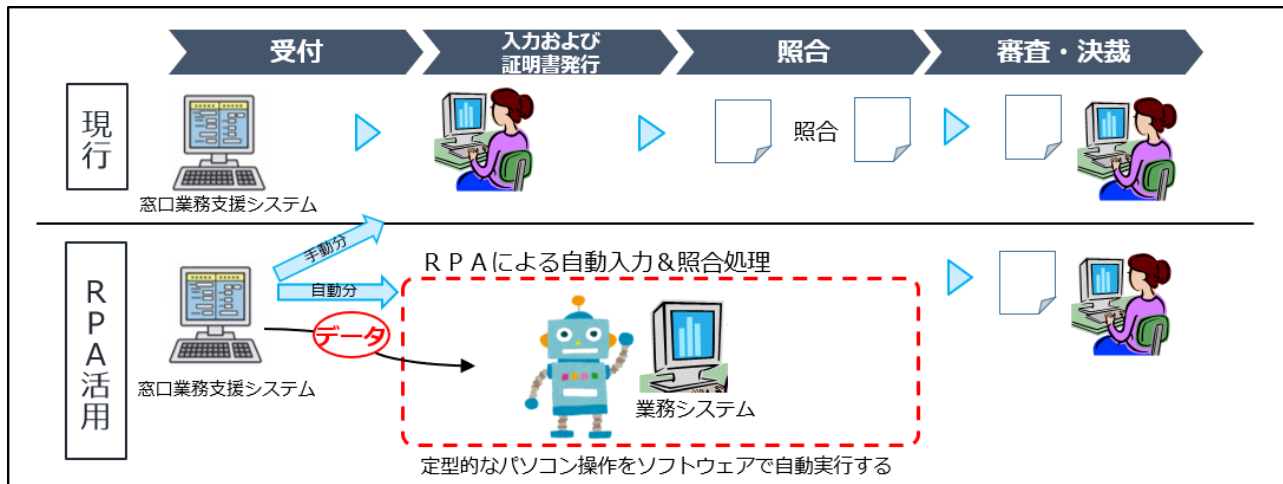 受付
入力および
証明書発行
照合
審査・決裁
現行
照合
窓口業務支援システム
RPA活用
手動分
自動分
データ
窓口業務支援システム
ＲＰＡによる自動入力＆照合処理
業務システム
定型的なパソコン操作をソフトウェアで自動実行する